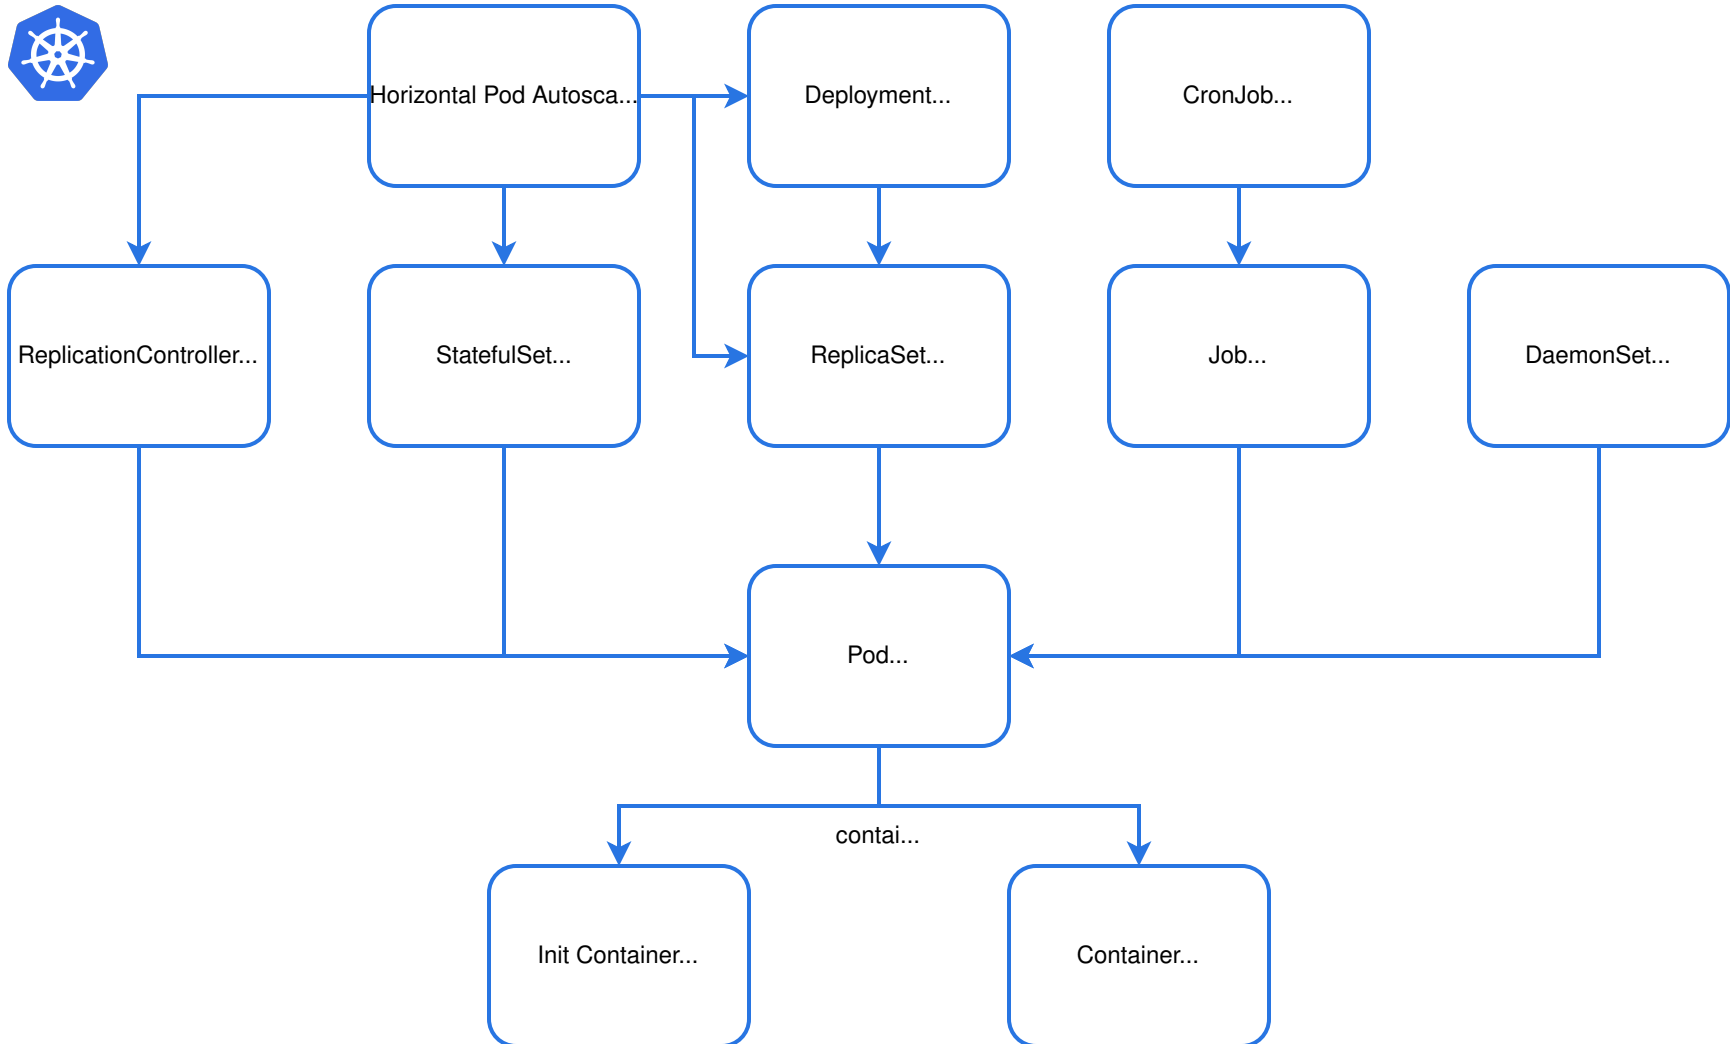 Horizontal Pod Autosca...
Deployment...
CronJob...
ReplicationController...
StatefulSet...
ReplicaSet...
Job...
DaemonSet...
Pod...
contai...
Init Container...
Container...